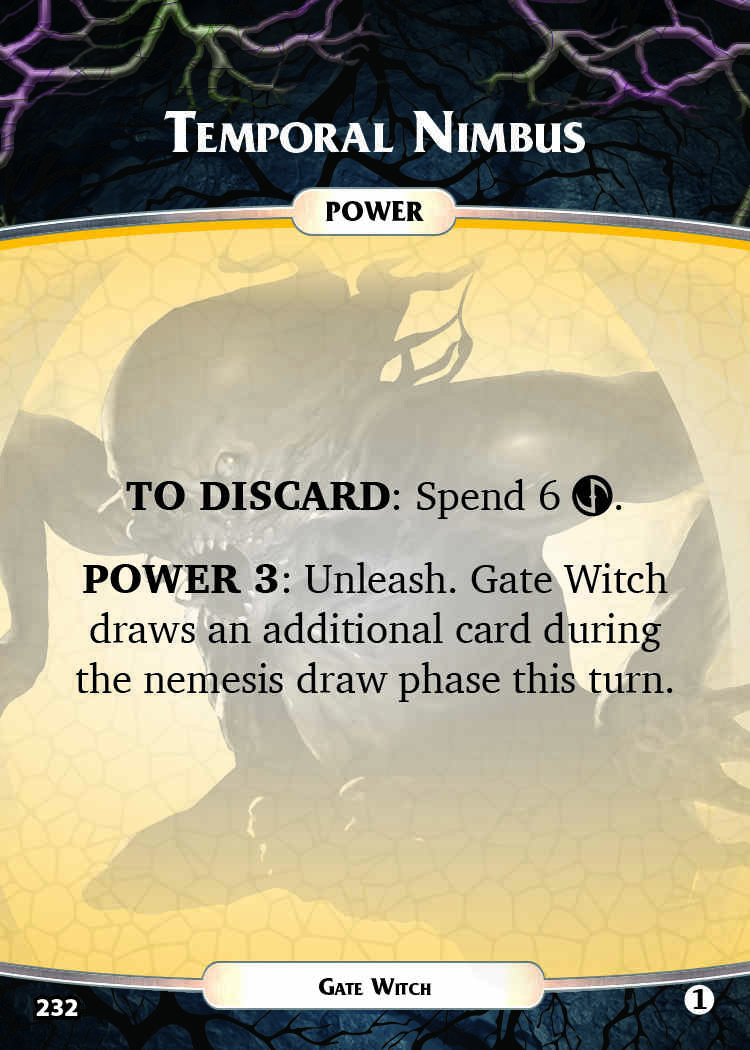 Temporal Nimbus
POWER
TO DISCARD: Spend 6 .
POWER 3: Unleash. Gate Witch
draws an additional card during
the nemesis draw phase this turn.
Gate Witch
232
1